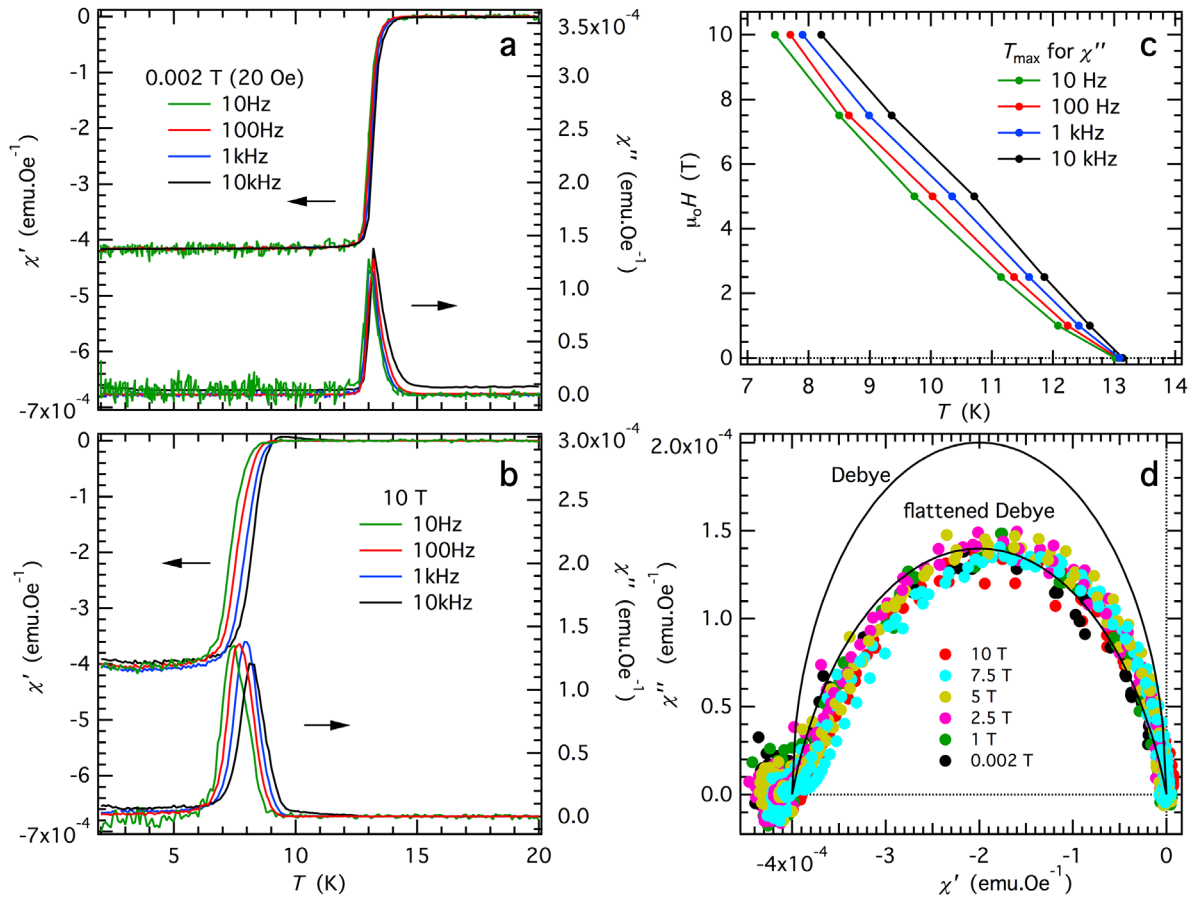 a
0.002 T (20 Oe)
10Hz
100Hz
1kHz
10kHz
0
-1
-2
-3
-4
-5
-6
-7x10⁻⁴
χ′ (emu.Oe⁻¹)
3.5x10⁻⁴
3.0
2.5
2.0
1.5
1.0
0.5
0.0
χ″ (emu.Oe⁻¹)
b
10 T
10Hz
100Hz
1kHz
10kHz
0
-1
-2
-3
-4
-5
-6
-7x10⁻⁴
χ′ (emu.Oe⁻¹)
3.0x10⁻⁴
2.5
2.0
1.5
1.0
0.5
0.0
χ″ (emu.Oe⁻¹)
5
10
15
20
T (K)
c
Tmax for χ″
10 Hz
100 Hz
1 kHz
10 kHz
10
8
6
4
2
0
μ₀H (T)
7
8
9
10
11
12
13
14
T (K)
d
Debye
flattened Debye
10 T
7.5 T
5 T
2.5 T
1 T
0.002 T
2.0x10⁻⁴
1.5
1.0
0.5
0.0
χ″ (emu.Oe⁻¹)
-4x10⁻⁴
-3
-2
-1
0
χ′ (emu.Oe⁻¹)